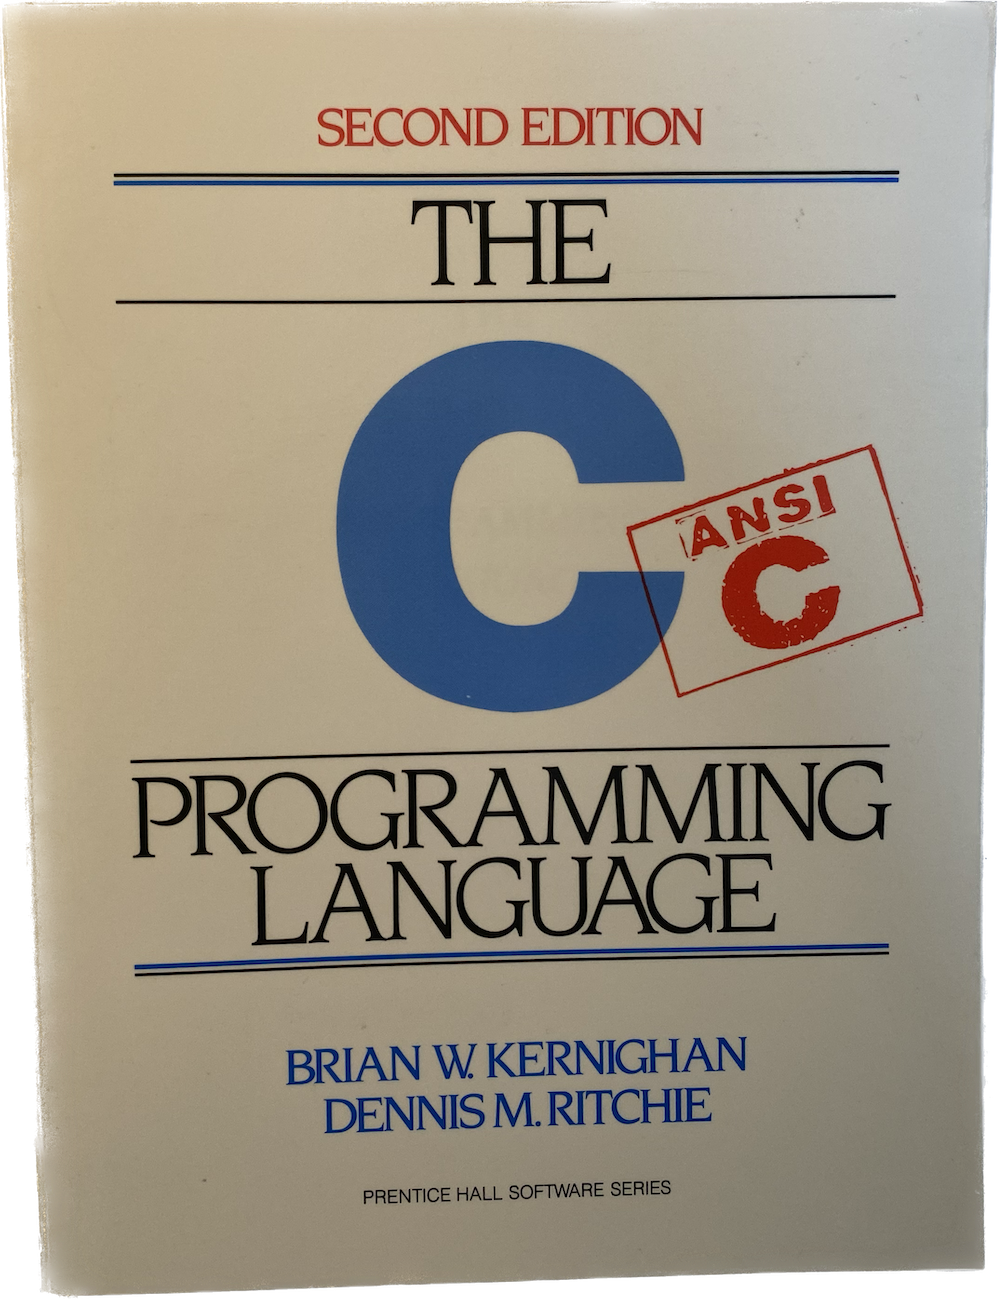 SECOND EDITION
THE
C
ANSI
C
PROGRAMMING
LANGUAGE
BRIAN W. KERNIGHAN
DENNIS M. RITCHIE
PRENTICE HALL SOFTWARE SERIES